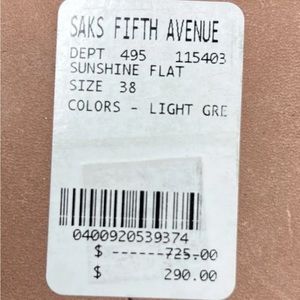 SAKS FIFTH AVENUE
DEPT 495 115403
SUNSHINE FLAT
SIZE 38
COLORS - LIGHT GRE
0400920539374
$ ------725.00
$ 290.00